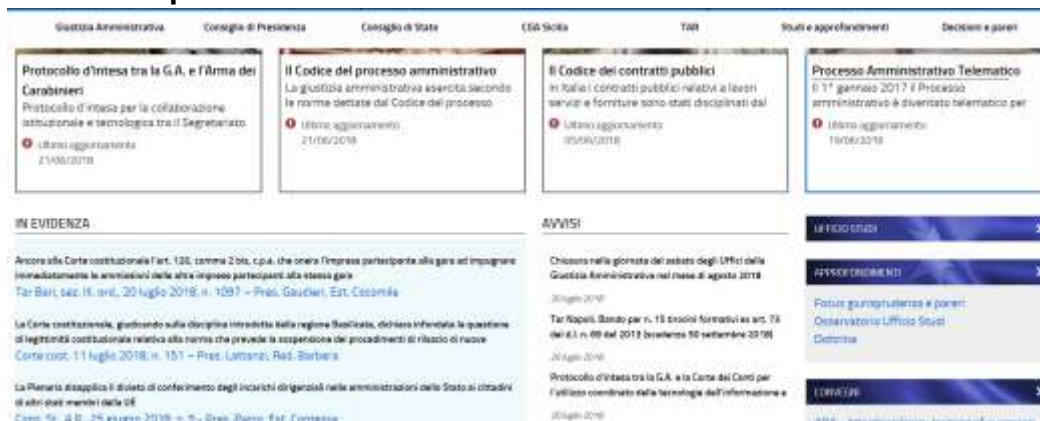 Giustizia Amministrativa
Consiglio di Presidenza
Consiglio di Stato
CGA Sicilia
TAR
Studi e approfondimenti
Decisioni e pareri
Protocollo d'intesa tra la G.A. e l'Arma dei
Carabinieri
Protocollo d'intesa per la collaborazione
istituzionale e tecnologica tra il Segretariato
Ultimo aggiornamento
21/06/2018
Il Codice del processo amministrativo
La giustizia amministrativa esercita secondo
le norme dettate dal Codice del processo
Ultimo aggiornamento
21/06/2018
Il Codice dei contratti pubblici
In Italia i contratti pubblici relativi a lavori
servizi e forniture sono stati disciplinati dal
Ultimo aggiornamento
05/06/2018
Processo Amministrativo Telematico
Il 1° gennaio 2017 il Processo
amministrativo è diventato telematico per
Ultimo aggiornamento
19/06/2018
IN EVIDENZA
Ancora alla Corte costituzionale l'art. 120, comma 2 bis, c.p.a. che onera l'impresa partecipante alla gara ad impugnare
immediatamente le ammissioni delle altre imprese partecipanti alla stessa gara
Tar Bari, sez. III, ord., 20 luglio 2018, n. 1097 – Pres. Gaudieri, Est. Cocomile
La Corte costituzionale, giudicando sulla disciplina introdotta dalla regione Basilicata, dichiara infondata la questione
di legittimità costituzionale relativa alla norma che prevede la sospensione dei procedimenti di rilascio di nuove
Corte cost. 11 luglio 2018, n. 151 – Pres. Lattanzi, Red. Barbera
La Plenaria disapplica il divieto di conferimento degli incarichi dirigenziali nelle amministrazioni dello Stato ai cittadini
di altri stati membri della UE
Cons. St., A.P., 25 giugno 2018, n. 9 - Pres. Pajno, Est. Contessa
AVVISI
Chiusura nella giornata del sabato degli Uffici della
Giustizia Amministrativa nel mese di agosto 2018
20 luglio 2018
Tar Napoli. Bando per n. 15 tirocini formativi ex art. 73
del d.l. n. 69 del 2013 (scadenza 30 settembre 2018)
20 luglio 2018
Protocollo d'intesa tra la G.A. e la Corte dei Conti per
l'utilizzo coordinato delle tecnologie dell'informazione e
20 luglio 2018
UFFICIO STUDI
APPROFONDIMENTI
Focus giurisprudenza e pareri
Osservatorio Ufficio Studi
Dottrina
CONVEGNI